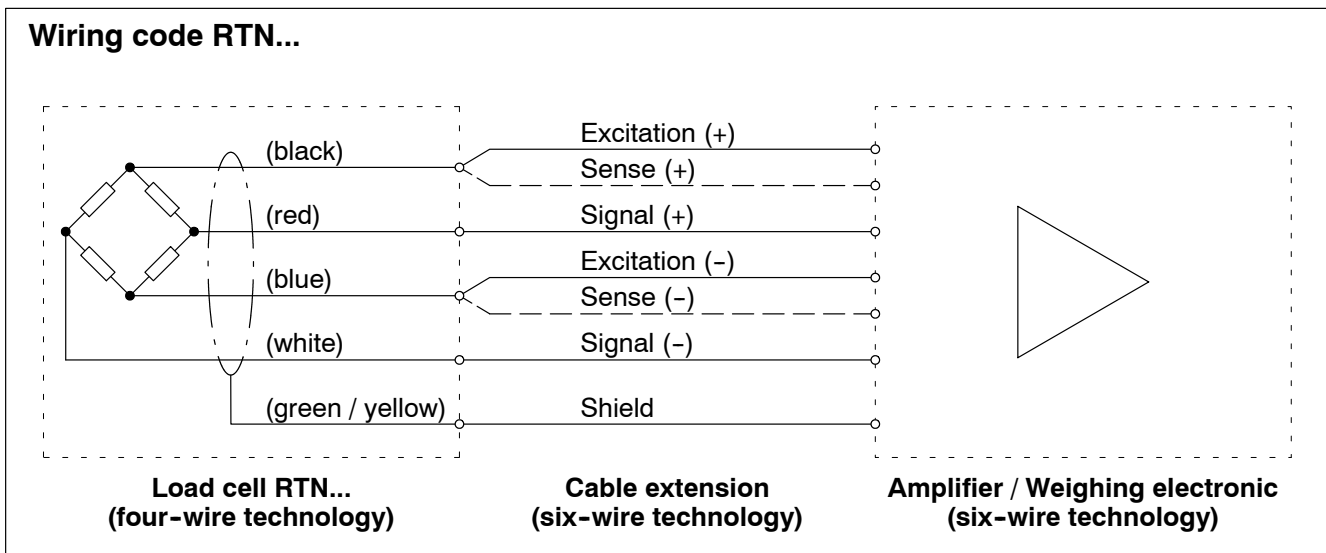 Wiring code RTN...
(black)
Excitation (+)
Sense (+)
(red)
Signal (+)
(blue)
Excitation (-)
Sense (-)
(white)
Signal (-)
(green / yellow)
Shield
Load cell RTN...
(four-wire technology)
Cable extension
(six-wire technology)
Amplifier / Weighing electronic
(six-wire technology)